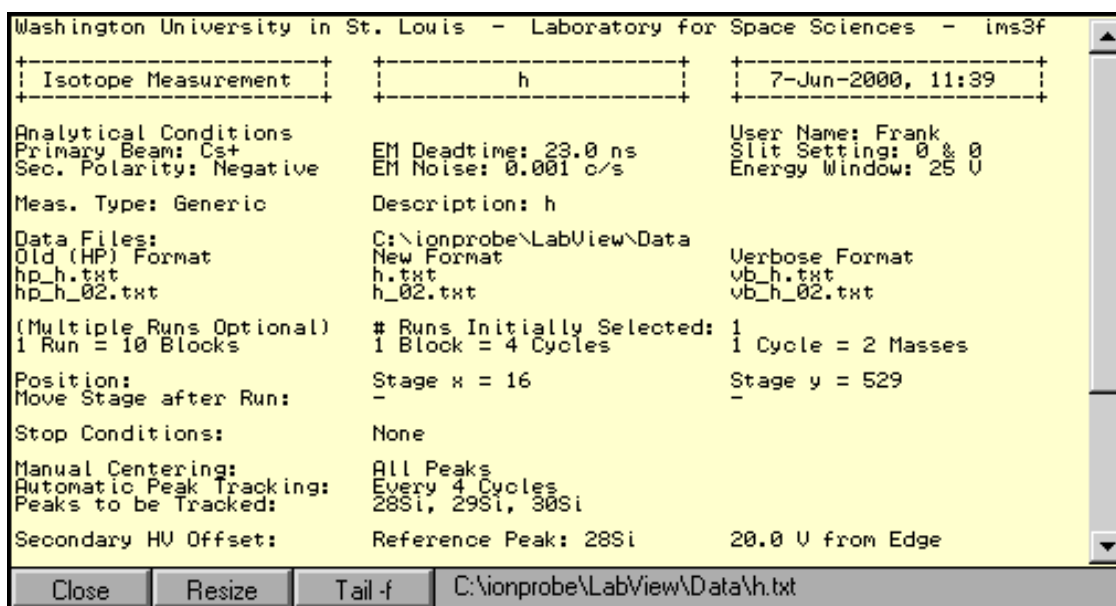 Washington University in St. Louis - Laboratory for Space Sciences - ims3f
Isotope Measurement h 7-Jun-2000, 11:39
Analytical Conditions User Name: Frank
Primary Beam: Cs+ EM Deadtime: 23.0 ns Slit Setting: 0 & 0
Sec. Polarity: Negative EM Noise: 0.001 c/s Energy Window: 25 V
Meas. Type: Generic Description: h
Data Files: C:\ionprobe\LabView\Data
Old (HP) Format New Format Verbose Format
hp_h.txt h.txt vb_h.txt
hp_h_02.txt h_02.txt vb_h_02.txt
(Multiple Runs Optional) # Runs Initially Selected: 1
1 Run = 10 Blocks 1 Block = 4 Cycles 1 Cycle = 2 Masses
Position: Stage x = 16 Stage y = 529
Move Stage after Run: - -
Stop Conditions: None
Manual Centering: All Peaks
Automatic Peak Tracking: Every 4 Cycles
Peaks to be Tracked: 28Si, 29Si, 30Si
Secondary HV Offset: Reference Peak: 28Si 20.0 V from Edge
Close Resize Tail -f C:\ionprobe\LabView\Data\h.txt